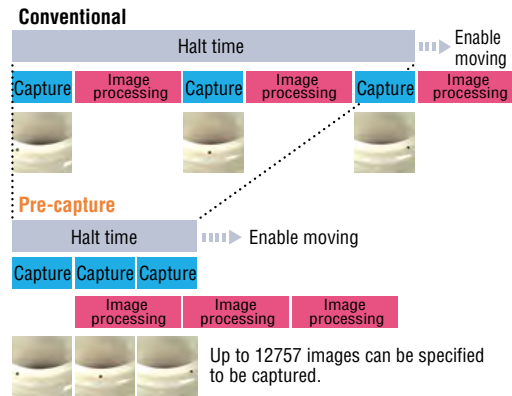 Conventional
Halt time
Enable
moving
Capture
Image
processing
Capture
Image
processing
Capture
Image
processing
Pre-capture
Halt time
Enable moving
Capture
Capture
Capture
Image
processing
Image
processing
Image
processing
Up to 12757 images can be specified
to be captured.